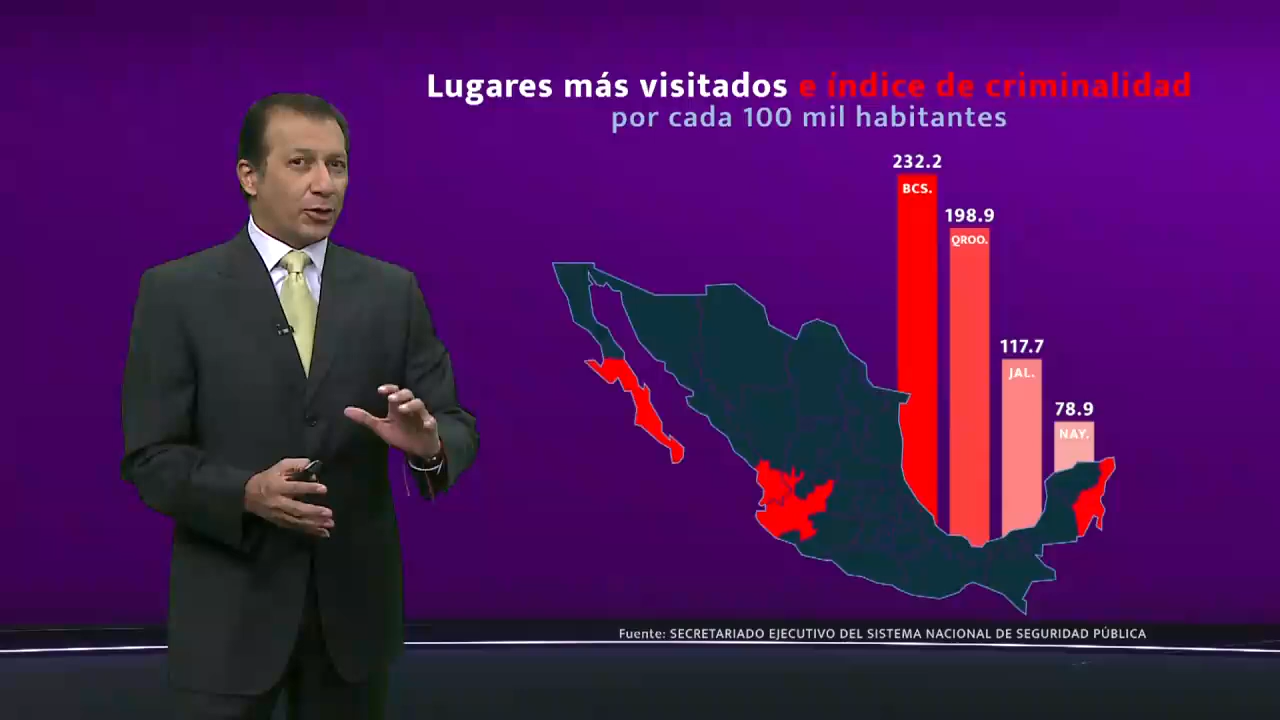 Lugares más visitados e índice de criminalidad
por cada 100 mil habitantes
232.2
BCS.
198.9
QROO.
117.7
JAL.
78.9
NAY.
Fuente: SECRETARIADO EJECUTIVO DEL SISTEMA NACIONAL DE SEGURIDAD PÚBLICA